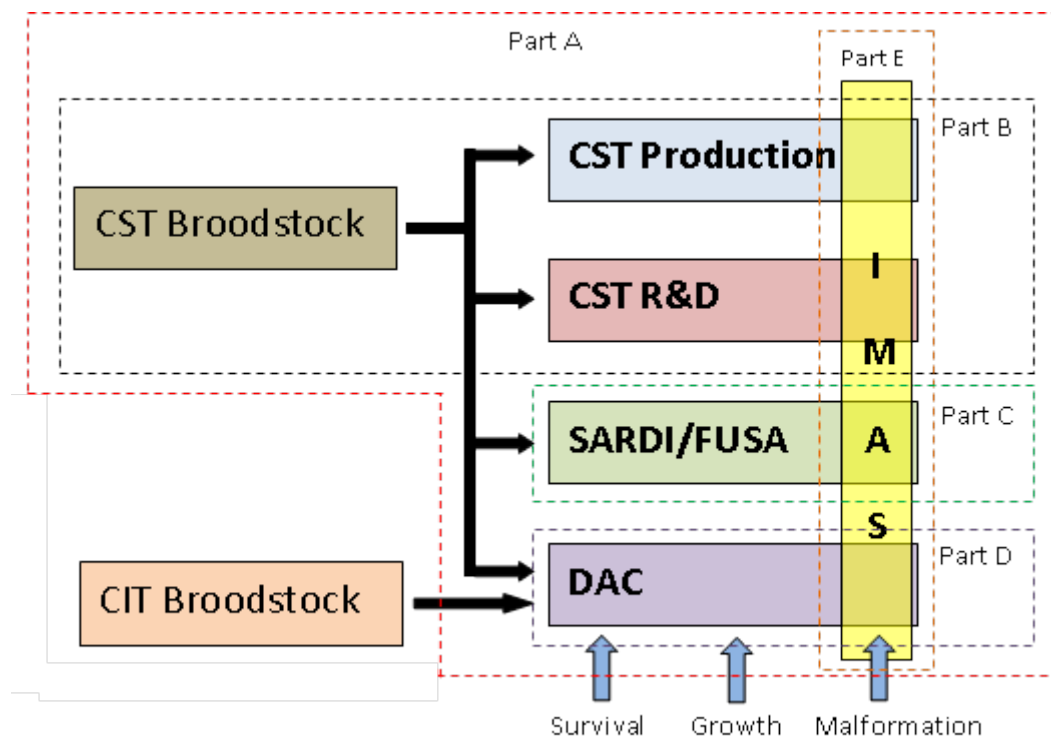 Part A
Part E
CST Production
Part B
CST Broodstock
I
CST R&D
M
SARDI/FUSA
A
Part C
S
DAC
Part D
CIT Broodstock
Survival
Growth
Malformation